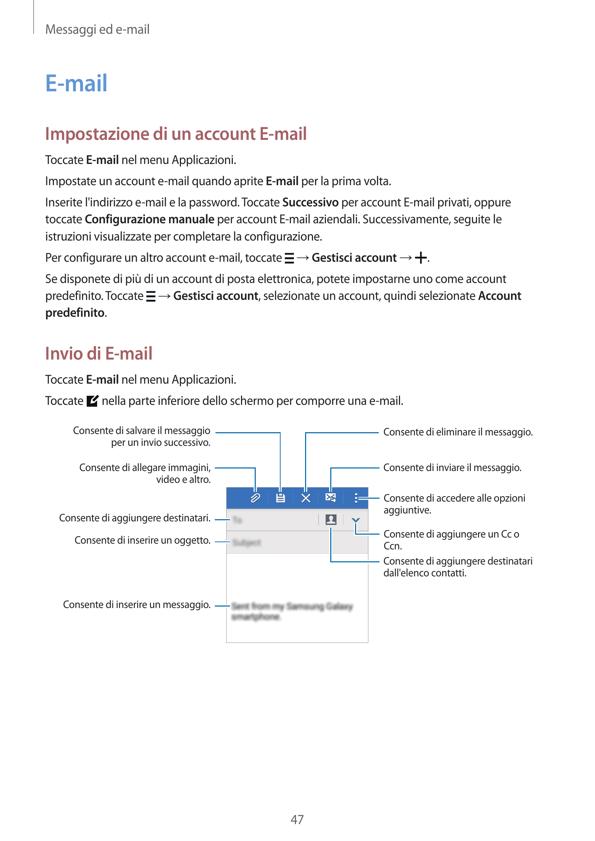 Messaggi ed e-mail
E-mail
Impostazione di un account E-mail
Toccate E-mail nel menu Applicazioni.
Impostate un account e-mail quando aprite E-mail per la prima volta.
Inserite l'indirizzo e-mail e la password. Toccate Successivo per account E-mail privati, oppure
toccate Configurazione manuale per account E-mail aziendali. Successivamente, seguite le
istruzioni visualizzate per completare la configurazione.
Per configurare un altro account e-mail, toccate → Gestisci account → .
Se disponete di più di un account di posta elettronica, potete impostarne uno come account
predefinito. Toccate → Gestisci account, selezionate un account, quindi selezionate Account
predefinito.
Invio di E-mail
Toccate E-mail nel menu Applicazioni.
Toccate nella parte inferiore dello schermo per comporre una e-mail.
Consente di salvare il messaggio
per un invio successivo.
Consente di eliminare il messaggio.
Consente di allegare immagini,
video e altro.
Consente di inviare il messaggio.
Consente di accedere alle opzioni
aggiuntive.
Consente di aggiungere destinatari.
To
Consente di aggiungere un Cc o
Ccn.
Consente di inserire un oggetto.
Subject
Consente di aggiungere destinatari
dall'elenco contatti.
Consente di inserire un messaggio.
Sent from my Samsung Galaxy
smartphone.
47